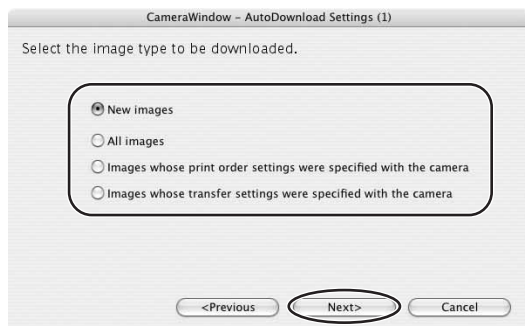 CameraWindow – AutoDownload Settings (1)
Select the image type to be downloaded.
New images
All images
Images whose print order settings were specified with the camera
Images whose transfer settings were specified with the camera
<Previous Next> Cancel